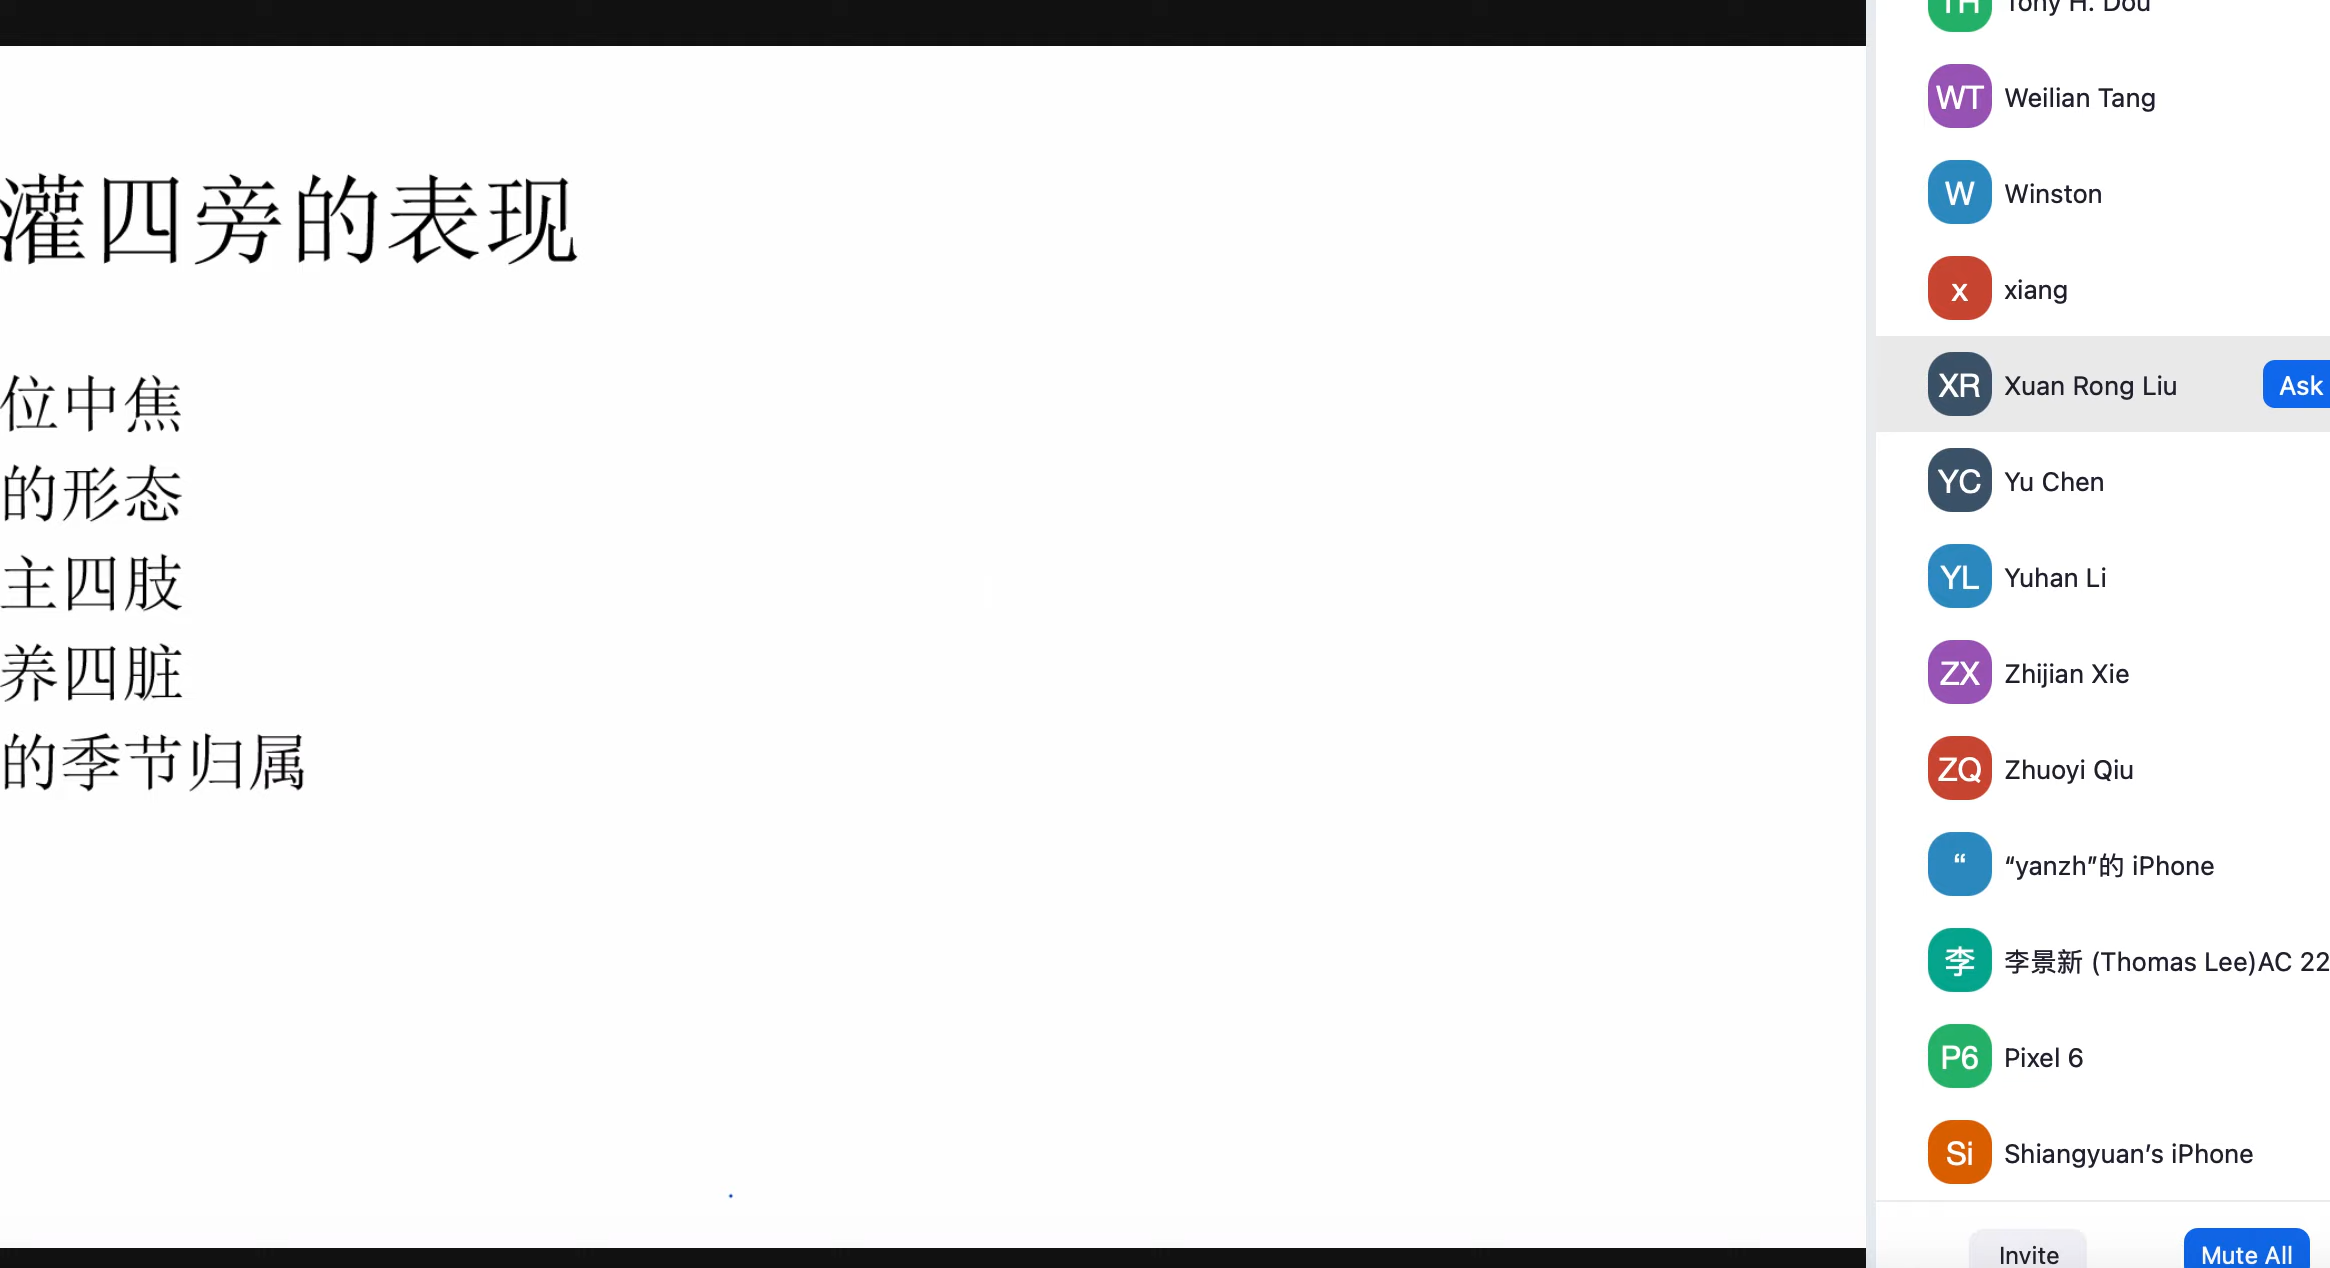 灌四旁的表现
位中焦
的形态
主四肢
养四脏
的季节归属
TH Tony H. Dou
WT Weilian Tang
W Winston
x xiang
XR Xuan Rong Liu Ask
YC Yu Chen
YL Yuhan Li
ZX Zhijian Xie
ZQ Zhuoyi Qiu
“ “yanzh”的 iPhone
李 李景新 (Thomas Lee)AC 22
P6 Pixel 6
Si Shiangyuan’s iPhone
Invite Mute All